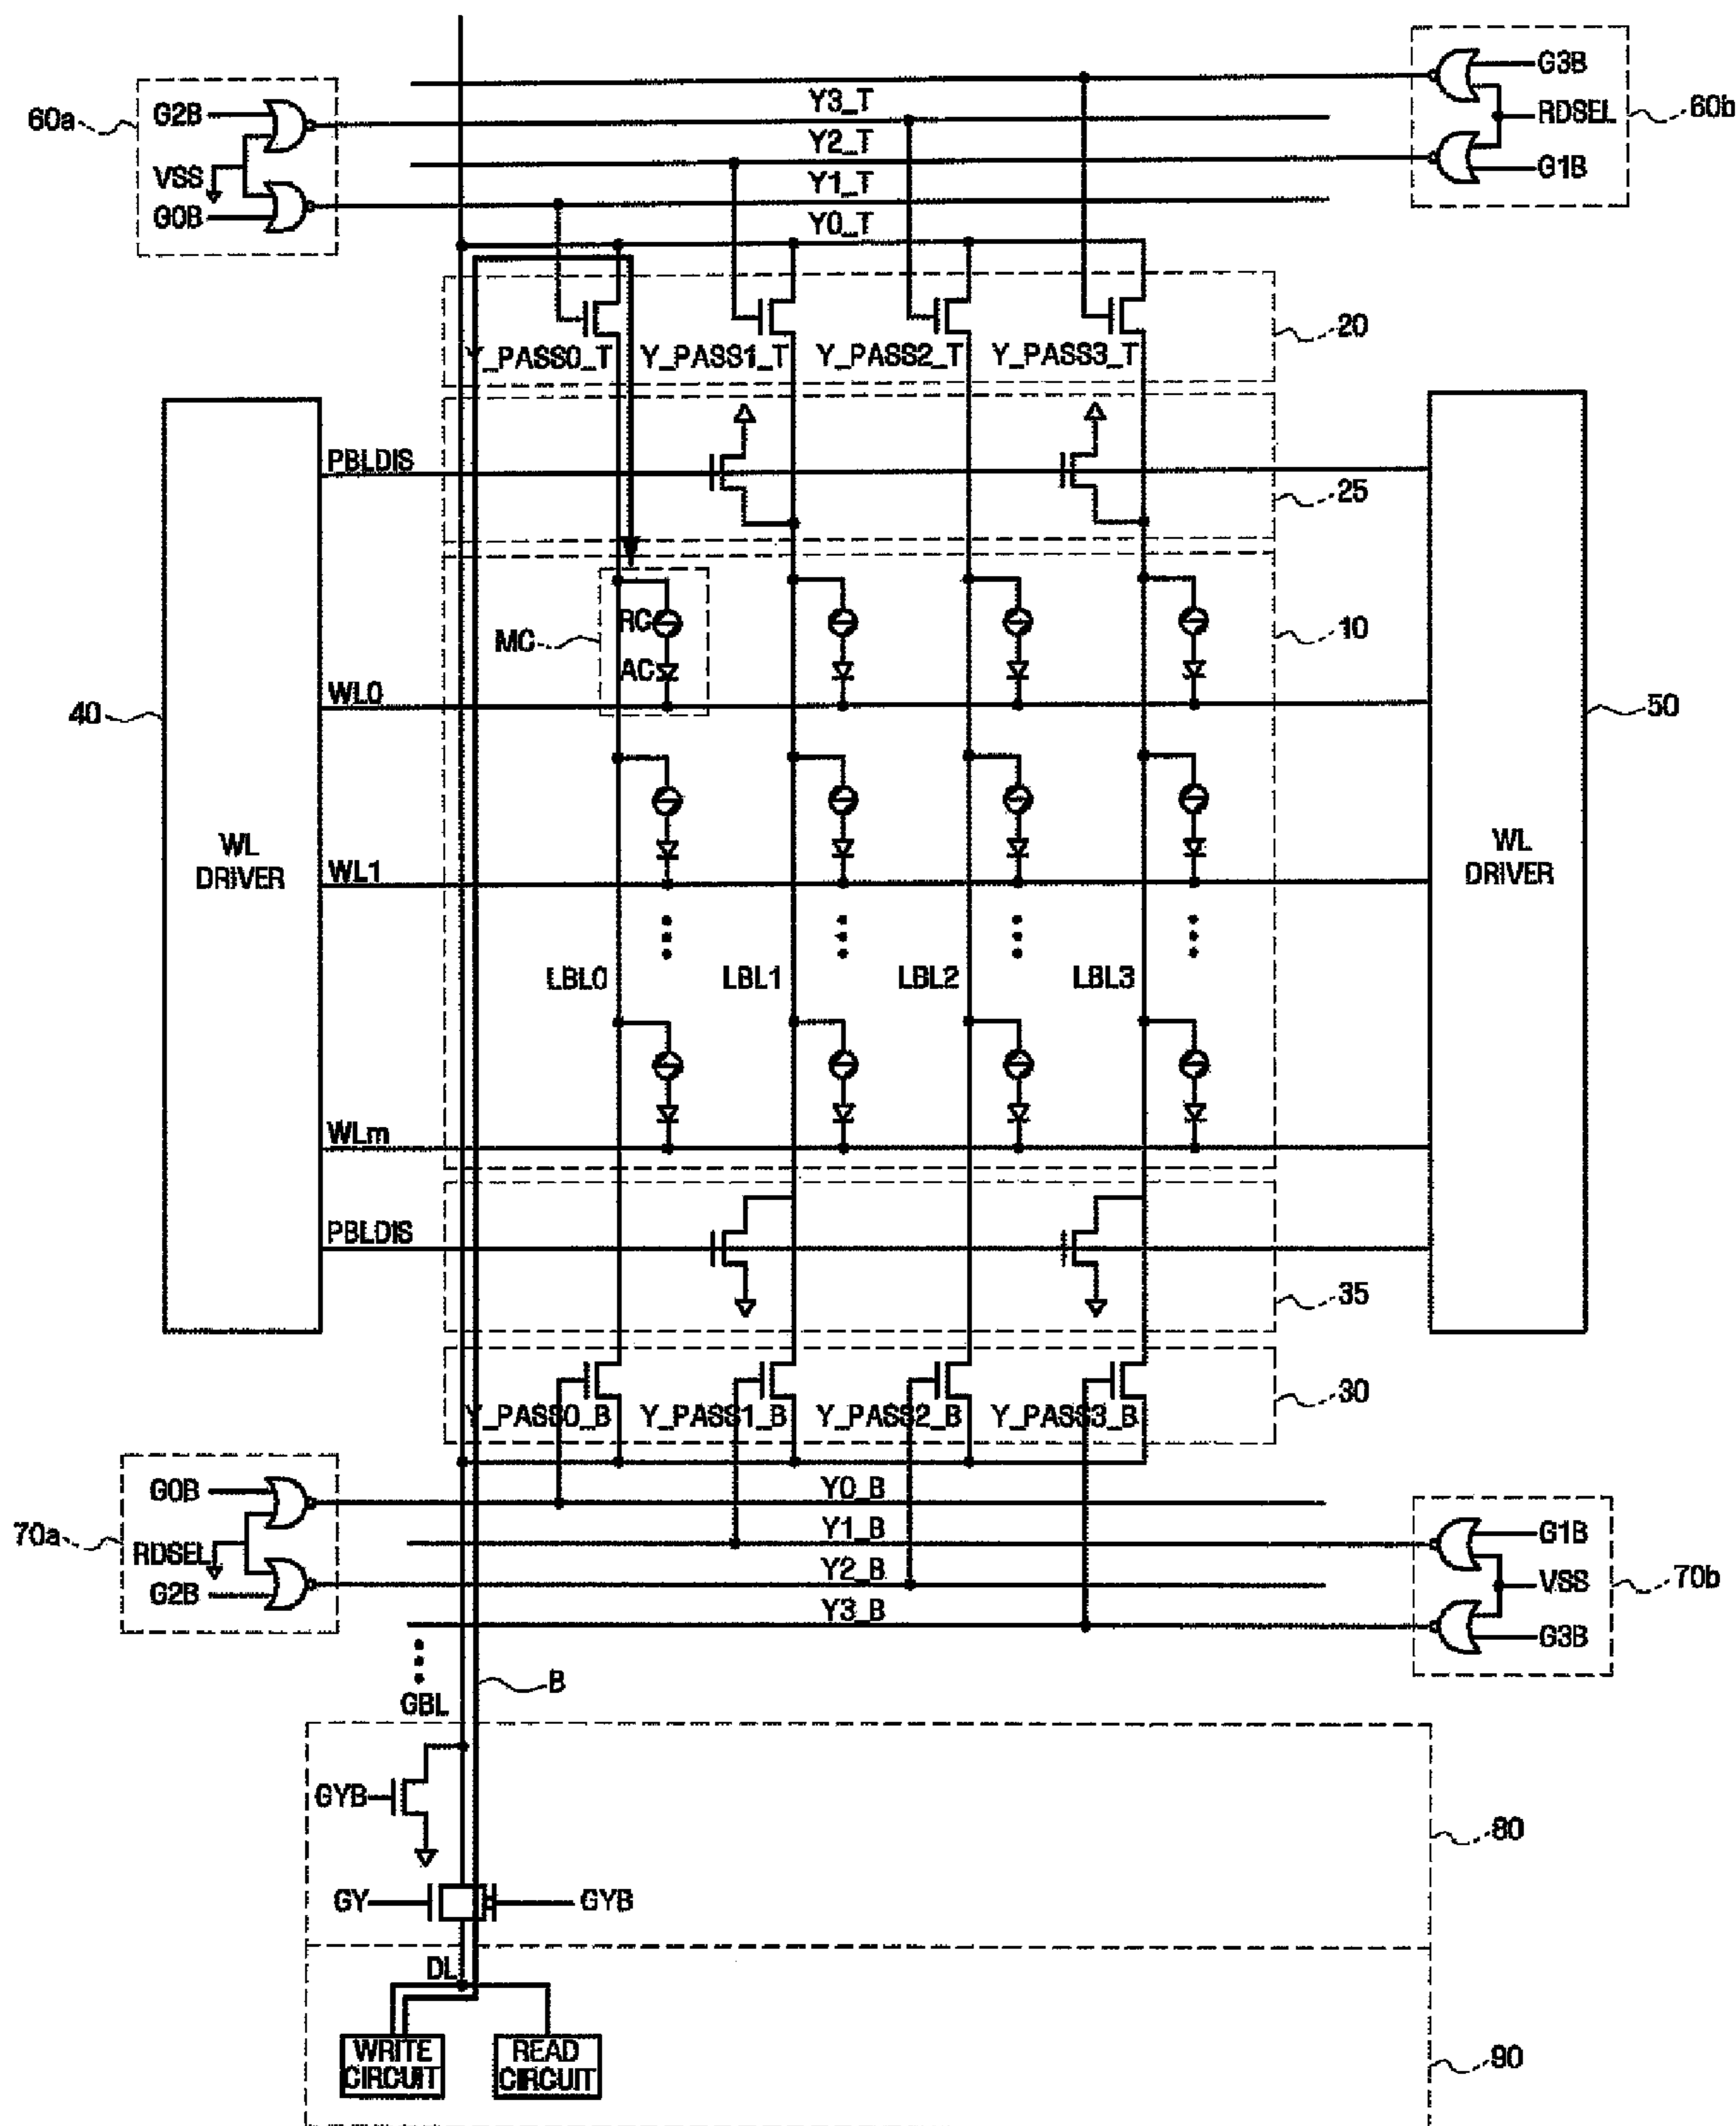 G3B
60a
G2B
Y3_T
RDSEL
60b
Y2_T
VSS
Y1_T
G1B
G0B
Y0_T
20
Y_PASS0_T
Y_PASS1_T
Y_PASS2_T
Y_PASS3_T
PBLDIS
25
RC
MC
10
AC
WL0
40
50
WL
DRIVER
WL1
WL
DRIVER
LBL0
LBL1
LBL2
LBL3
WLm
PBLDIS
35
30
Y_PASS0_B
Y_PASS1_B
Y_PASS2_B
Y_PASS3_B
G0B
Y0_B
70a
Y1_B
G1B
RDSEL
Y2_B
VSS
70b
G2B
Y3_B
G3B
B
GBL
GYB
80
GY
GYB
DL
WRITE
CIRCUIT
READ
CIRCUIT
90